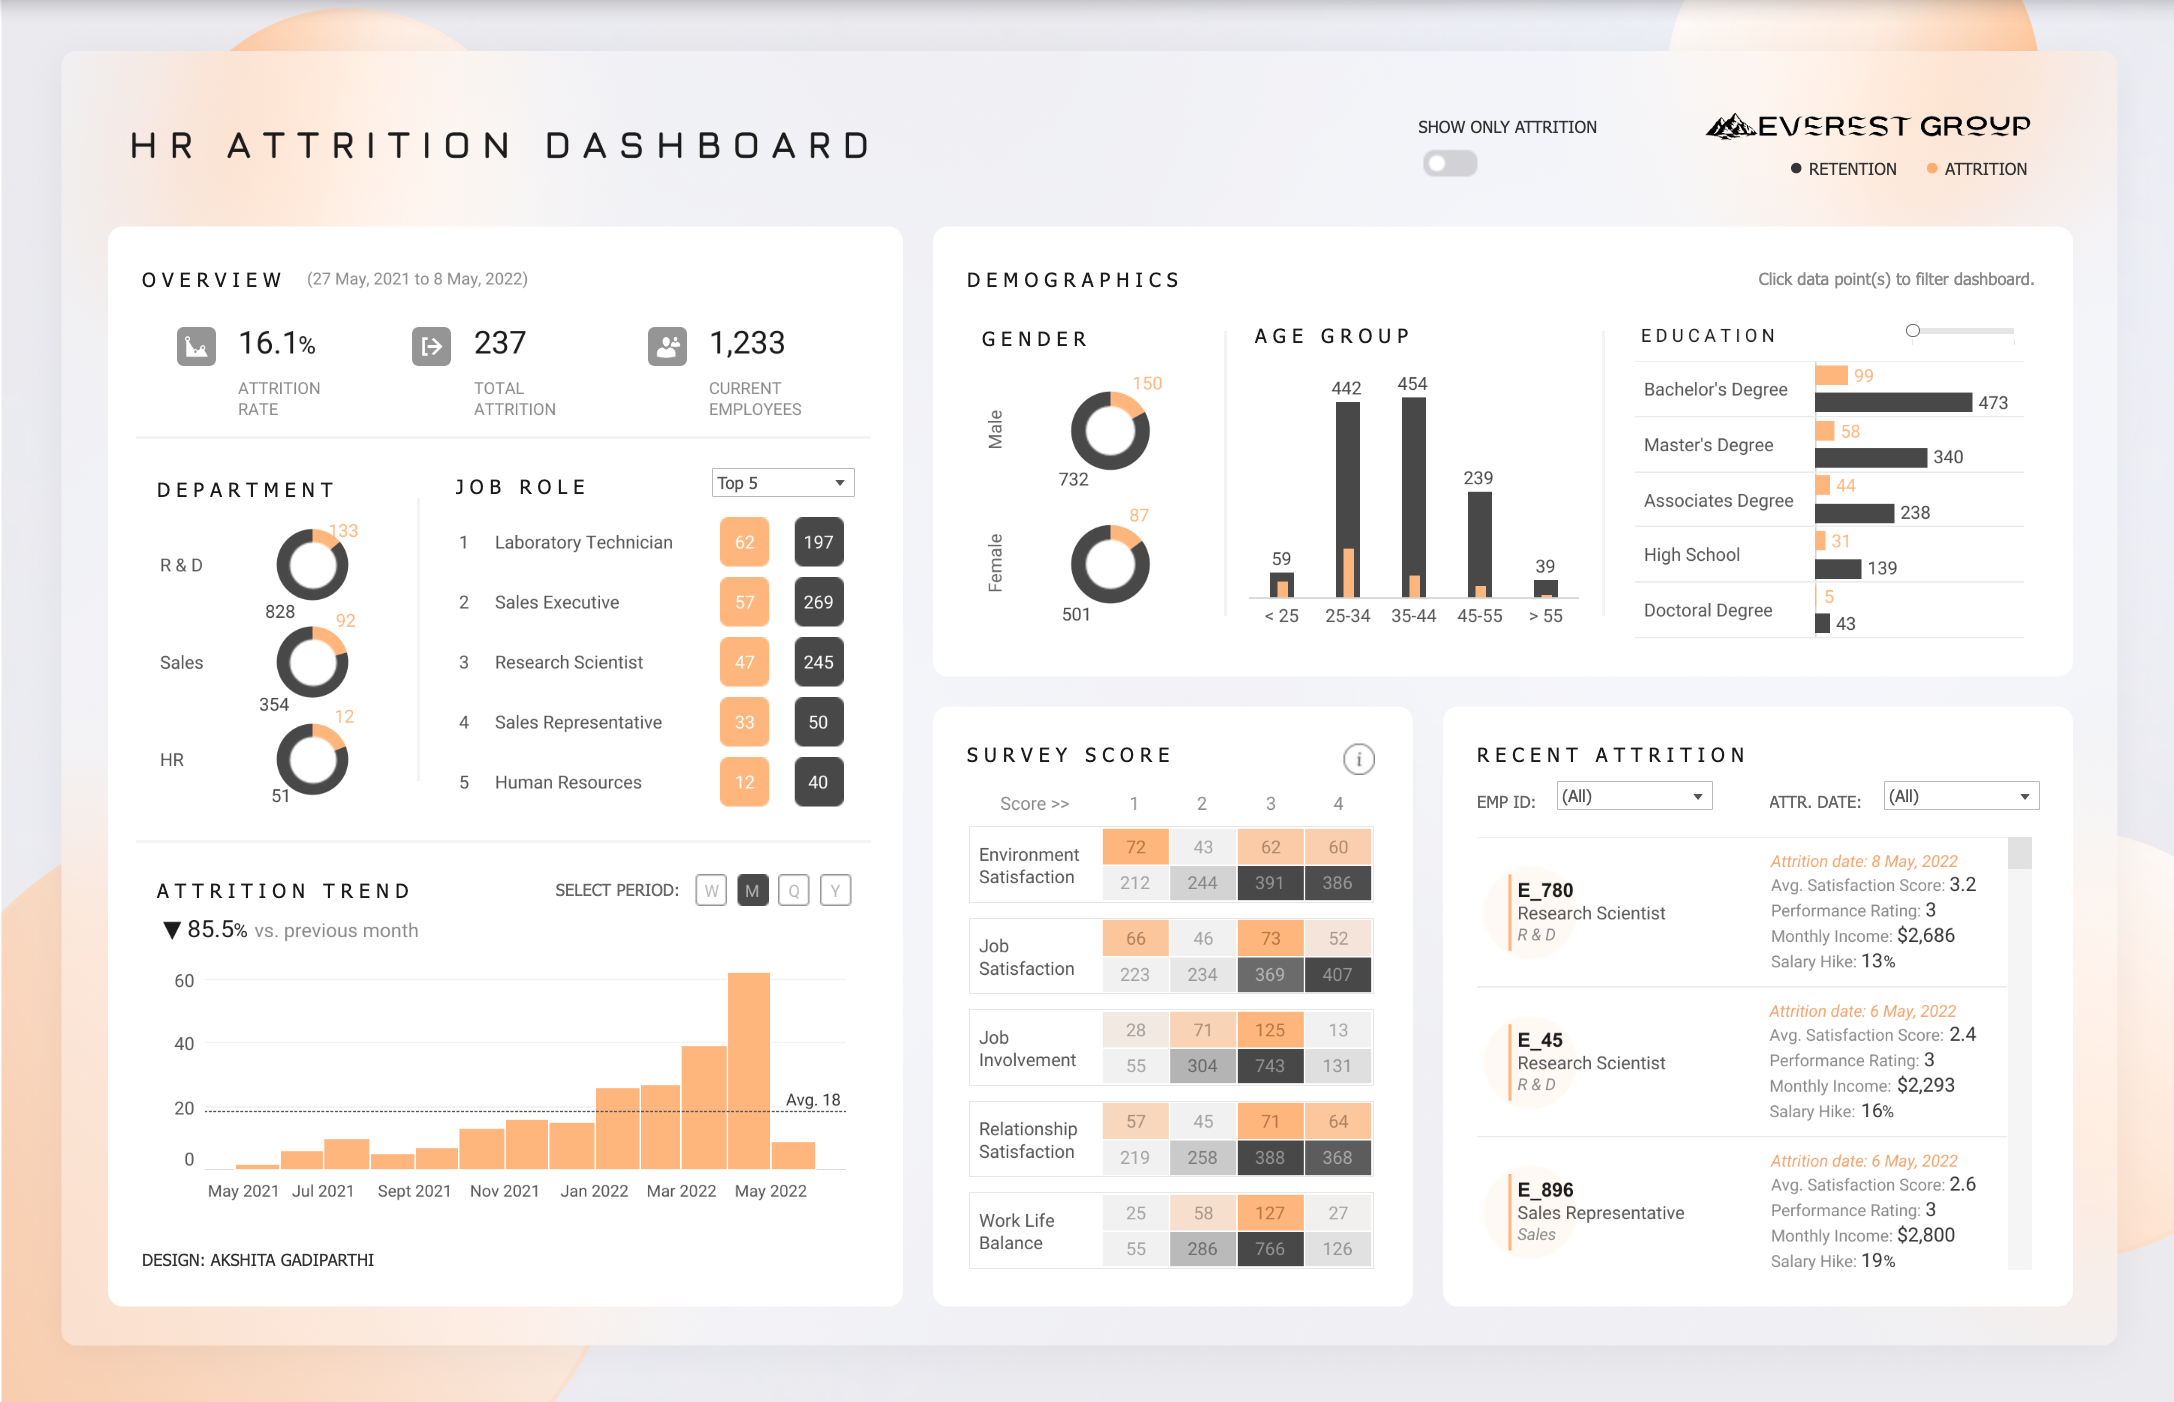 HR ATTRITION DASHBOARD
SHOW ONLY ATTRITION
EVEREST GROUP
RETENTION
ATTRITION
OVERVIEW
(27 May, 2021 to 8 May, 2022)
16.1%
ATTRITION
RATE
237
TOTAL
ATTRITION
1,233
CURRENT
EMPLOYEES
DEPARTMENT
R & D
133
828
Sales
92
354
HR
12
51
JOB ROLE
Top 5
1 Laboratory Technician 62 197
2 Sales Executive 57 269
3 Research Scientist 47 245
4 Sales Representative 33 50
5 Human Resources 12 40
ATTRITION TREND
SELECT PERIOD: W M Q Y
▼ 85.5% vs. previous month
60
40
20
0
Avg. 18
May 2021 Jul 2021 Sept 2021 Nov 2021 Jan 2022 Mar 2022 May 2022
DESIGN: AKSHITA GADIPARTHI
DEMOGRAPHICS
Click data point(s) to filter dashboard.
GENDER
Male
150
732
Female
87
501
AGE GROUP
59 442 454 239 39
< 25 25-34 35-44 45-55 > 55
EDUCATION
Bachelor's Degree
99
473
Master's Degree
58
340
Associates Degree
44
238
High School
31
139
Doctoral Degree
5
43
SURVEY SCORE
i
Score >> 1 2 3 4
Environment
Satisfaction
72 43 62 60
212 244 391 386
Job
Satisfaction
66 46 73 52
223 234 369 407
Job
Involvement
28 71 125 13
55 304 743 131
Relationship
Satisfaction
57 45 71 64
219 258 388 368
Work Life
Balance
25 58 127 27
55 286 766 126
RECENT ATTRITION
EMP ID: (All)
ATTR. DATE: (All)
E_780
Research Scientist
R & D
Attrition date: 8 May, 2022
Avg. Satisfaction Score: 3.2
Performance Rating: 3
Monthly Income: $2,686
Salary Hike: 13%
E_45
Research Scientist
R & D
Attrition date: 6 May, 2022
Avg. Satisfaction Score: 2.4
Performance Rating: 3
Monthly Income: $2,293
Salary Hike: 16%
E_896
Sales Representative
Sales
Attrition date: 6 May, 2022
Avg. Satisfaction Score: 2.6
Performance Rating: 3
Monthly Income: $2,800
Salary Hike: 19%